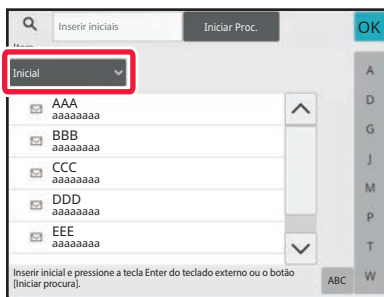 Inserir iniciais
Iniciar Proc.
OK
Inicial
AAA
aaaaaaaa
BBB
aaaaaaaa
CCC
aaaaaaaa
DDD
aaaaaaaa
EEE
aaaaaaaa
A
D
G
J
M
P
T
W
ABC
Inserir inicial e pressione a tecla Enter do teclado externo ou o botão
[Iniciar procura].